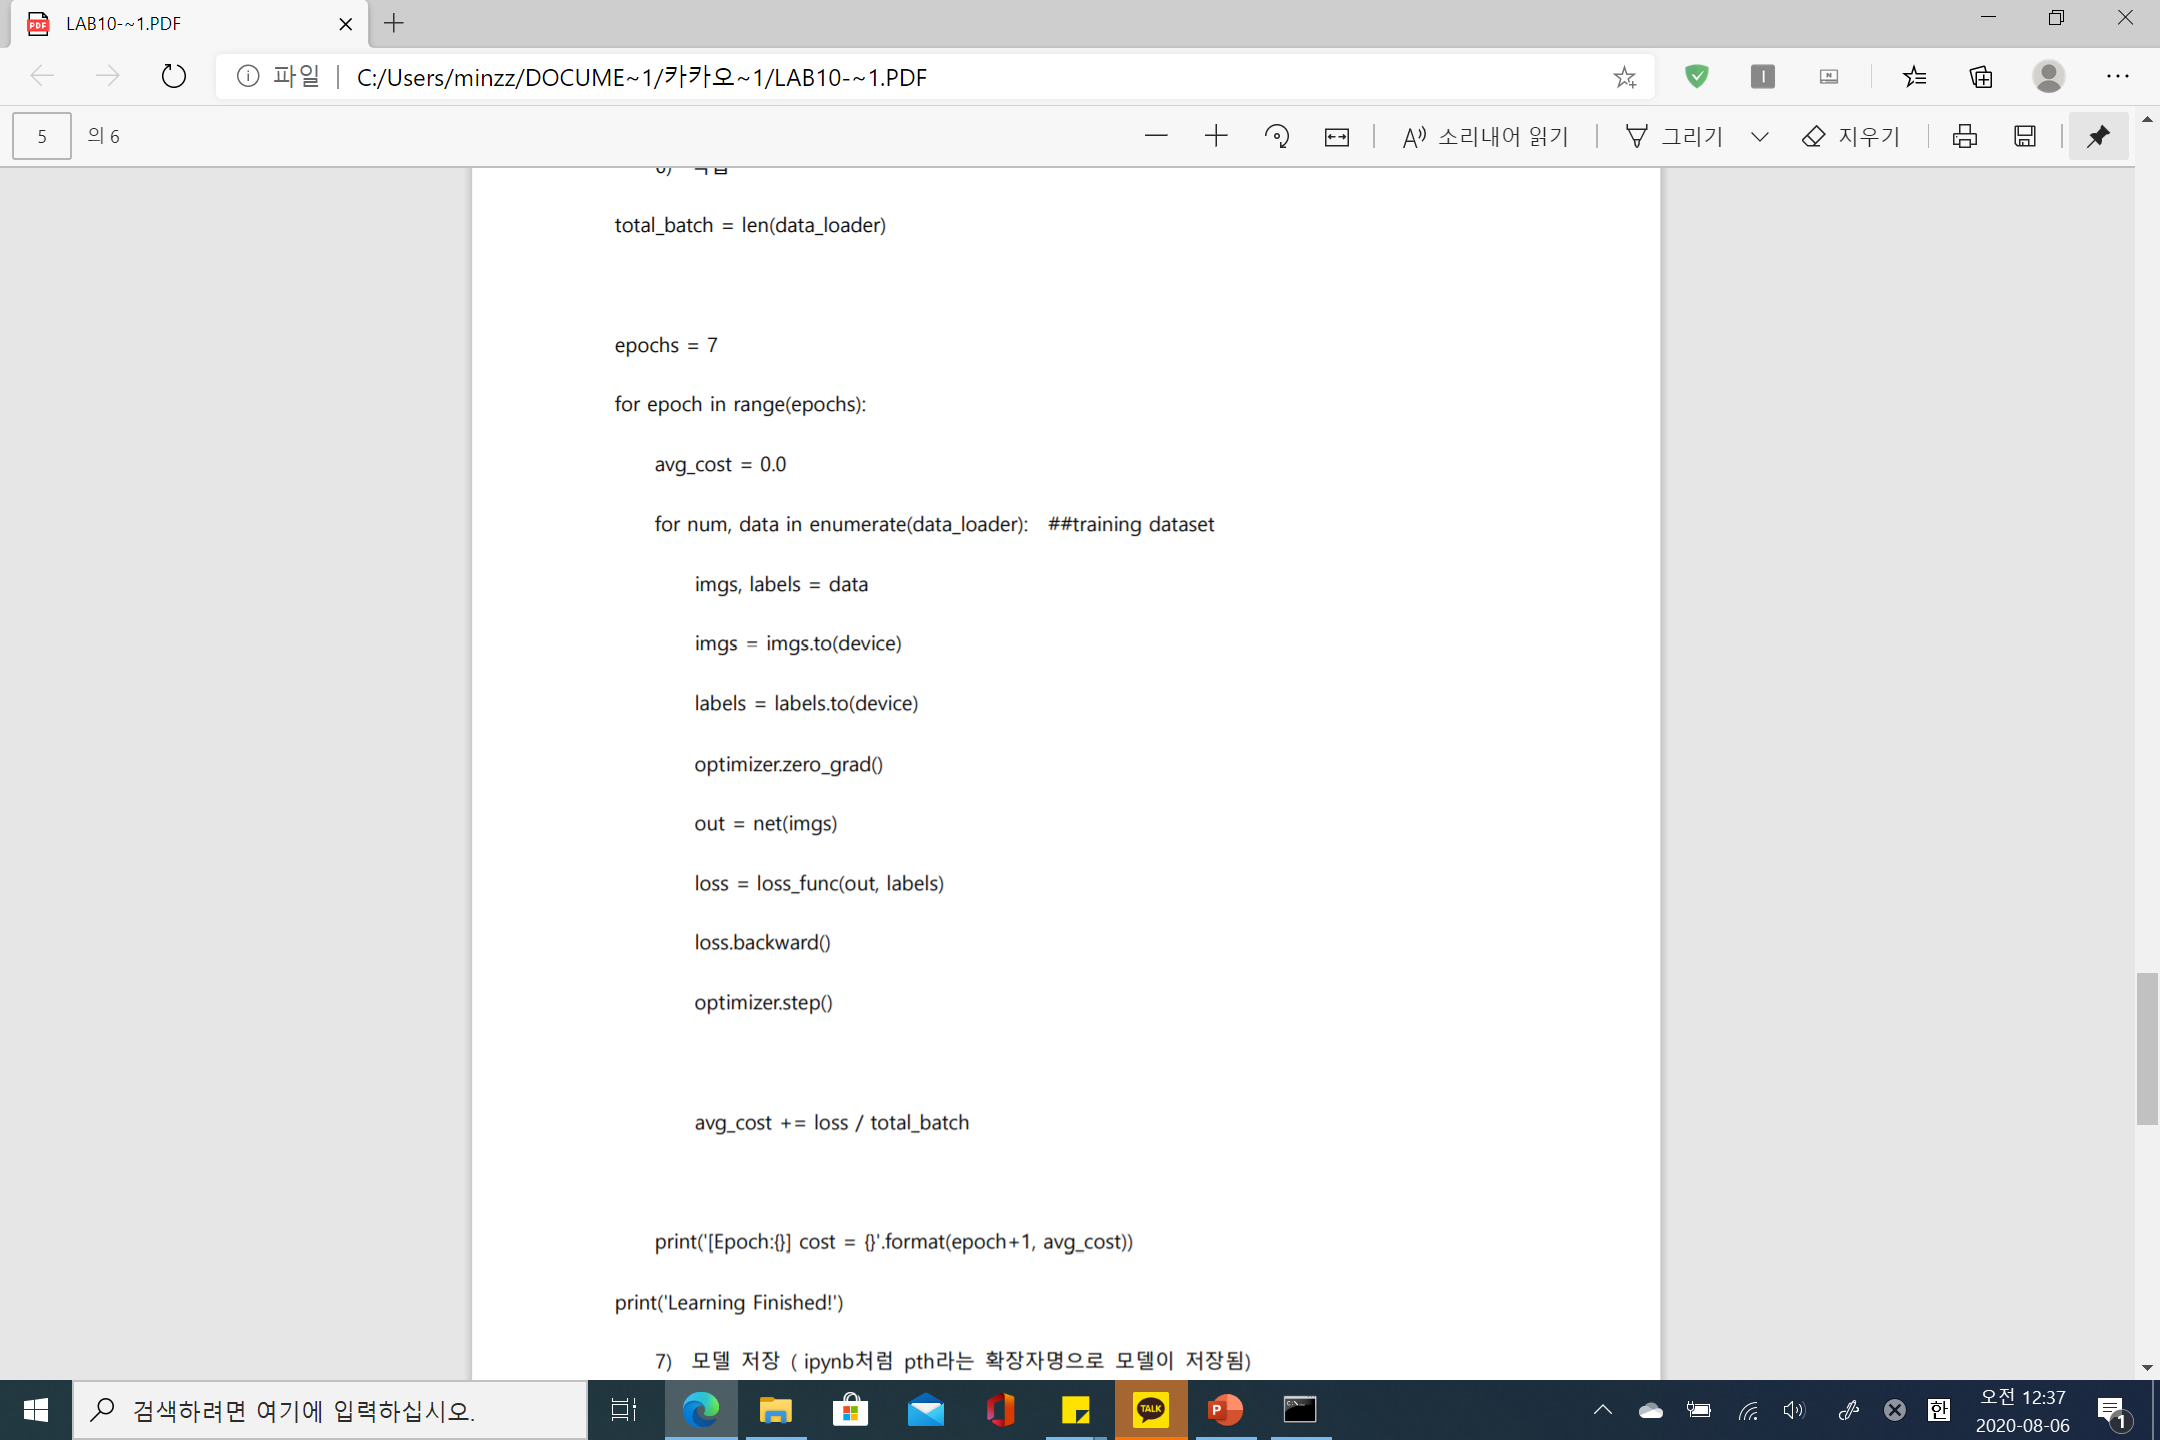 LAB10-~1.PDF
파일 | C:/Users/minzz/DOCUME~1/카카오~1/LAB10-~1.PDF
5 의 6
소리내어 읽기
그리기
지우기
total_batch = len(data_loader)
epochs = 7
for epoch in range(epochs):
avg_cost = 0.0
for num, data in enumerate(data_loader): ##training dataset
imgs, labels = data
imgs = imgs.to(device)
labels = labels.to(device)
optimizer.zero_grad()
out = net(imgs)
loss = loss_func(out, labels)
loss.backward()
optimizer.step()
avg_cost += loss / total_batch
print('[Epoch:{}] cost = {}'.format(epoch+1, avg_cost))
print('Learning Finished!')
7) 모델 저장 ( ipynb처럼 pth라는 확장자명으로 모델이 저장됨)
검색하려면 여기에 입력하십시오.
TALK
한
오전 12:37
2020-08-06
1